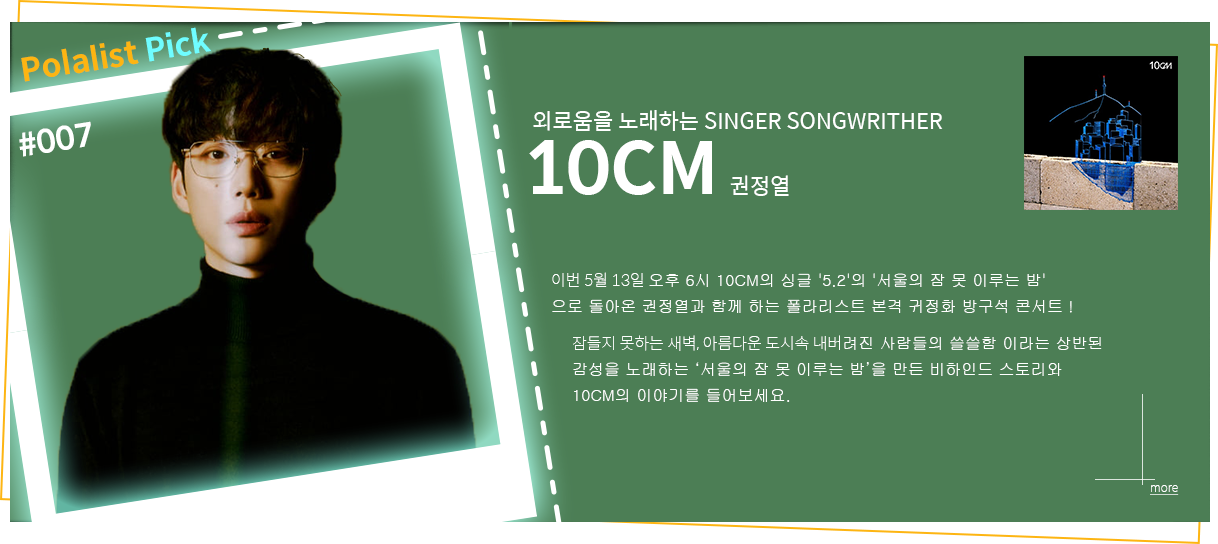 Polalist Pick
#007
외로움을 노래하는 SINGER SONGWRITHER
10CM 권정열
10CM
이번 5월 13일 오후 6시 10CM의 싱글 '5.2'의 '서울의 잠 못 이루는 밤'
으로 돌아온 권정열과 함께 하는 폴라리스트 본격 귀정화 방구석 콘서트 !
잠들지 못하는 새벽, 아름다운 도시속 내버려진 사람들의 쓸쓸함 이라는 상반된
감성을 노래하는 ‘서울의 잠 못 이루는 밤’을 만든 비하인드 스토리와
10CM의 이야기를 들어보세요.
more